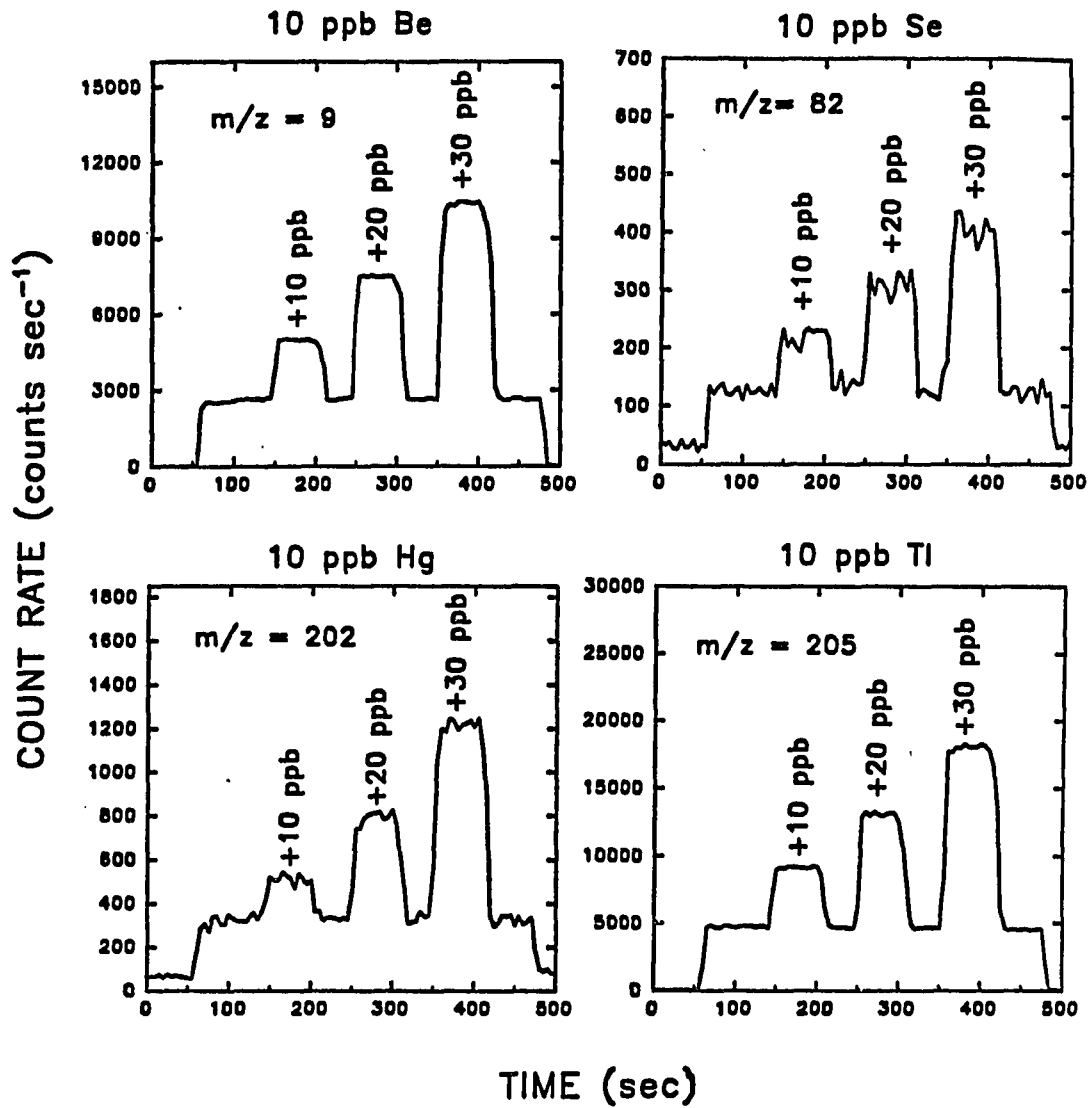 10 ppb Be
m/z = 9
+10 ppb
+20 ppb
+30 ppb
15000
12000
9000
6000
3000
0
0 100 200 300 400 500
10 ppb Se
m/z= 82
+10 ppb
+20 ppb
+30 ppb
700
600
500
400
300
200
100
0
0 100 200 300 400 500
COUNT RATE (counts sec⁻¹)
10 ppb Hg
m/z = 202
+10 ppb
+20 ppb
+30 ppb
1800
1600
1400
1200
1000
800
600
400
200
0
0 100 200 300 400 500
10 ppb Tl
m/z = 205
+10 ppb
+20 ppb
+30 ppb
30000
25000
20000
15000
10000
5000
0
0 100 200 300 400 500
TIME (sec)